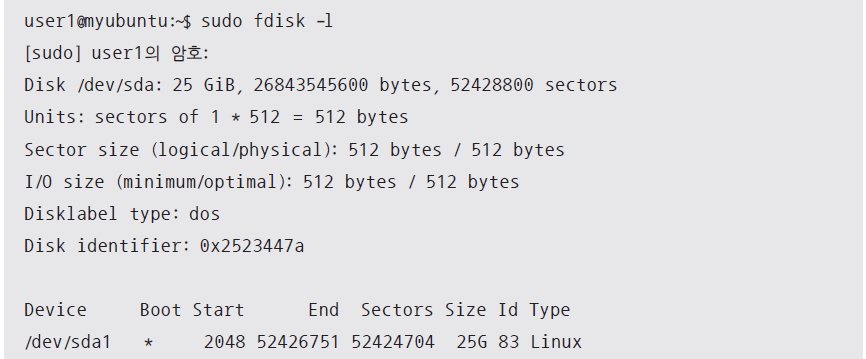 user1@myubuntu:~$ sudo fdisk -l
[sudo] user1의 암호:
Disk /dev/sda: 25 GiB, 26843545600 bytes, 52428800 sectors
Units: sectors of 1 * 512 = 512 bytes
Sector size (logical/physical): 512 bytes / 512 bytes
I/O size (minimum/optimal): 512 bytes / 512 bytes
Disklabel type: dos
Disk identifier: 0x2523447a
Device Boot Start End Sectors Size Id Type
/dev/sda1 * 2048 52426751 52424704 25G 83 Linux